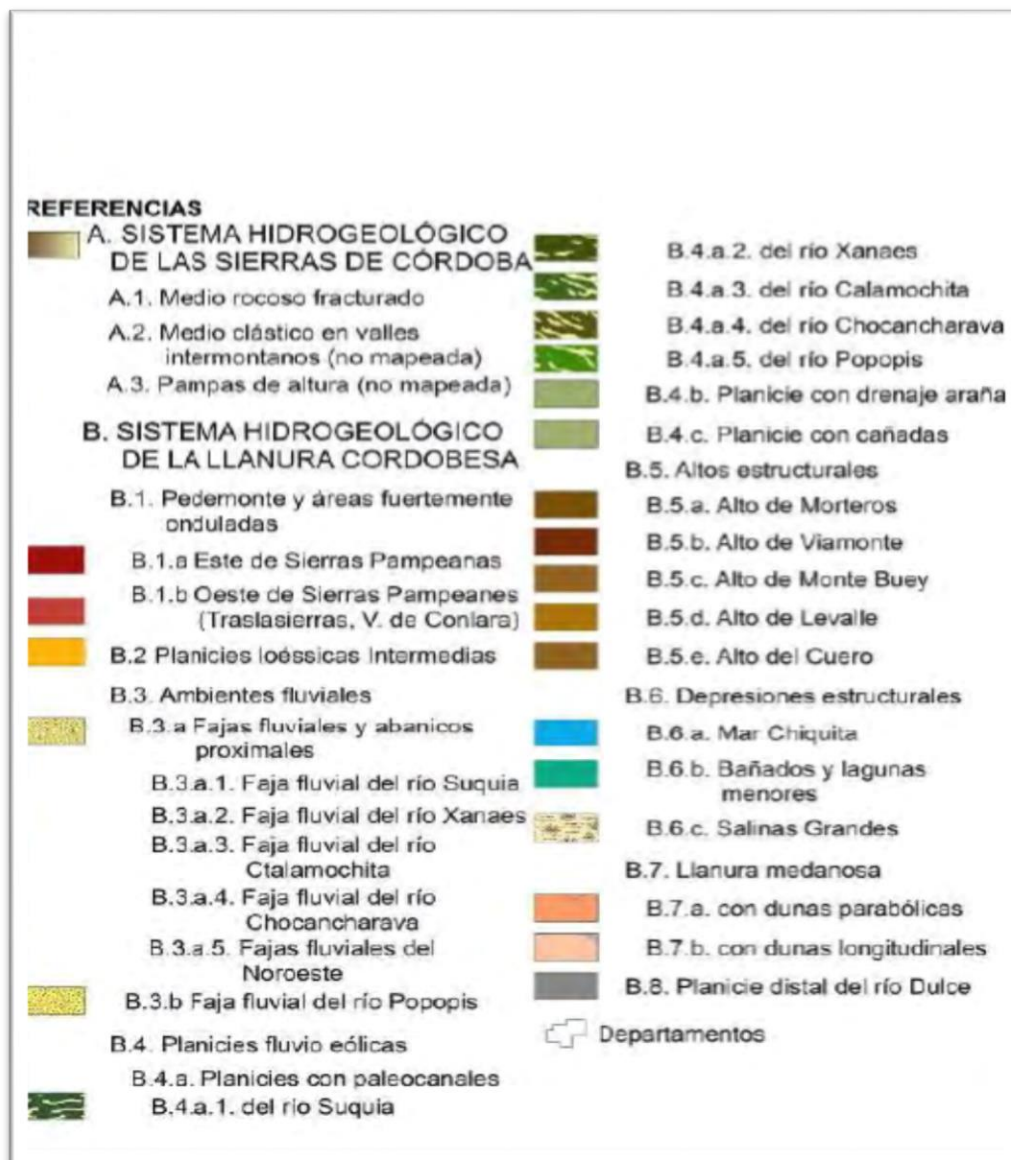 REFERENCIAS
A. SISTEMA HIDROGEOLÓGICO
DE LAS SIERRAS DE CÓRDOBA
A.1. Medio rocoso fracturado
A.2. Medio clástico en valles
intermontanos (no mapeada)
A.3. Pampas de altura (no mapeada)
B. SISTEMA HIDROGEOLÓGICO
DE LA LLANURA CORDOBESA
B.1. Pedemonte y áreas fuertemente
onduladas
B.1.a Este de Sierras Pampeanas
B.1.b Oeste de Sierras Pampeanes
(Traslasierras, V. de Conlara)
B.2 Planicies loéssicas Intermedias
B.3. Ambientes fluviales
B.3.a Fajas fluviales y abanicos
proximales
B.3.a.1. Faja fluvial del río Suquia
B.3.a.2. Faja fluvial del río Xanaes
B.3.a.3. Faja fluvial del río
Ctalamochita
B.3.a.4. Faja fluvial del río
Chocancharava
B.3.a.5. Fajas fluviales del
Noroeste
B.3.b Faja fluvial del río Popopis
B.4. Planicies fluvio eólicas
B.4.a. Planicies con paleocanales
B.4.a.1. del río Suquia
B.4.a.2. del río Xanaes
B.4.a.3. del río Calamochita
B.4.a.4. del río Chocancharava
B.4.a.5. del río Popopis
B.4.b. Planicie con drenaje araña
B.4.c. Planicie con cañadas
B.5. Altos estructurales
B.5.a. Alto de Morteros
B.5.b. Alto de Viamonte
B.5.c. Alto de Monte Buey
B.5.d. Alto de Levalle
B.5.e. Alto del Cuero
B.6. Depresiones estructurales
B.6.a. Mar Chiquita
B.6.b. Bañados y lagunas
menores
B.6.c. Salinas Grandes
B.7. Llanura medanosa
B.7.a. con dunas parabólicas
B.7.b. con dunas longitudinales
B.8. Planicie distal del río Dulce
Departamentos